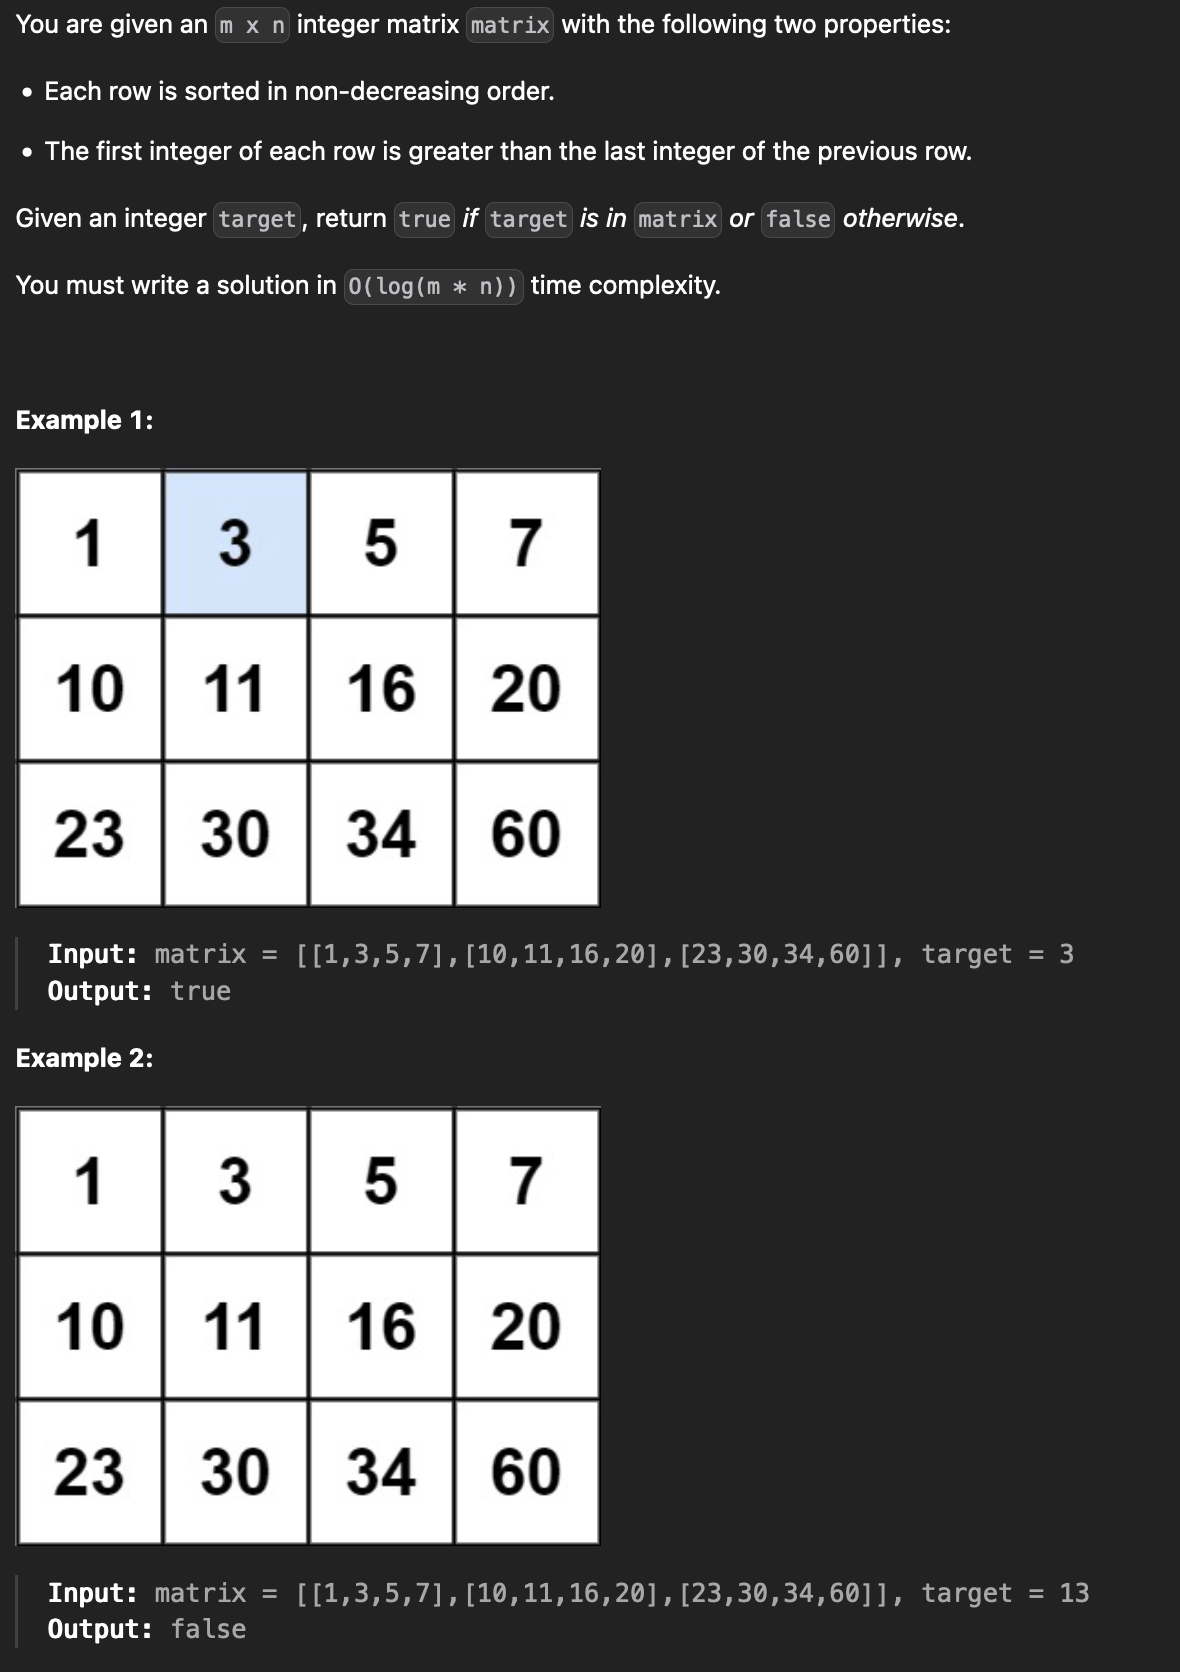 You are given an m x n integer matrix matrix with the following two properties:
• Each row is sorted in non-decreasing order.
• The first integer of each row is greater than the last integer of the previous row.
Given an integer target, return true if target is in matrix or false otherwise.
You must write a solution in O(log(m * n)) time complexity.
Example 1:
1 3 5 7
10 11 16 20
23 30 34 60
Input: matrix = [[1,3,5,7],[10,11,16,20],[23,30,34,60]], target = 3
Output: true
Example 2:
1 3 5 7
10 11 16 20
23 30 34 60
Input: matrix = [[1,3,5,7],[10,11,16,20],[23,30,34,60]], target = 13
Output: false